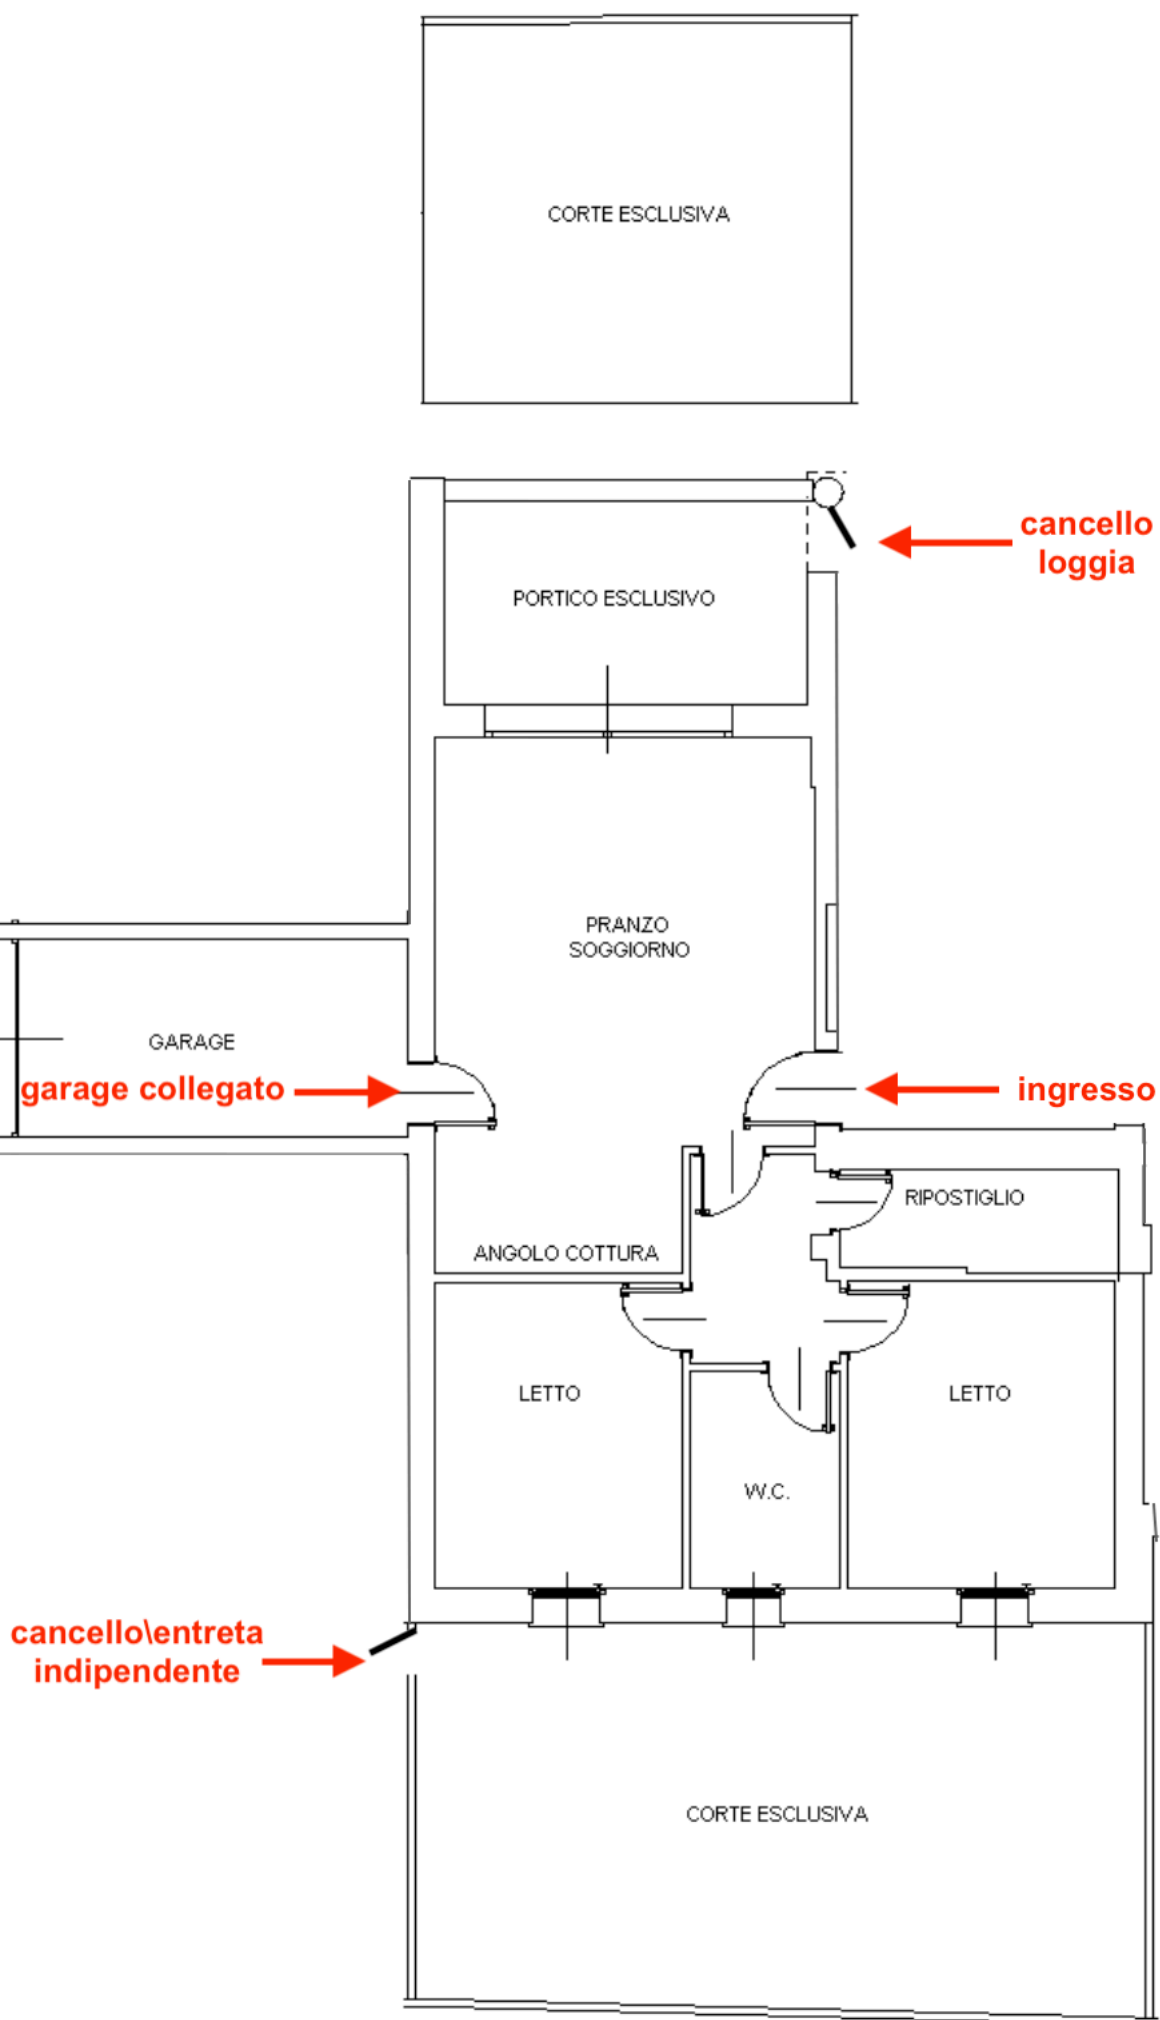 CORTE ESCLUSIVA
cancello
loggia
PORTICO ESCLUSIVO
PRANZO
SOGGIORNO
GARAGE
garage collegato
ingresso
RIPOSTIGLIO
ANGOLO COTTURA
LETTO
LETTO
W.C.
cancello\entreta
indipendente
CORTE ESCLUSIVA